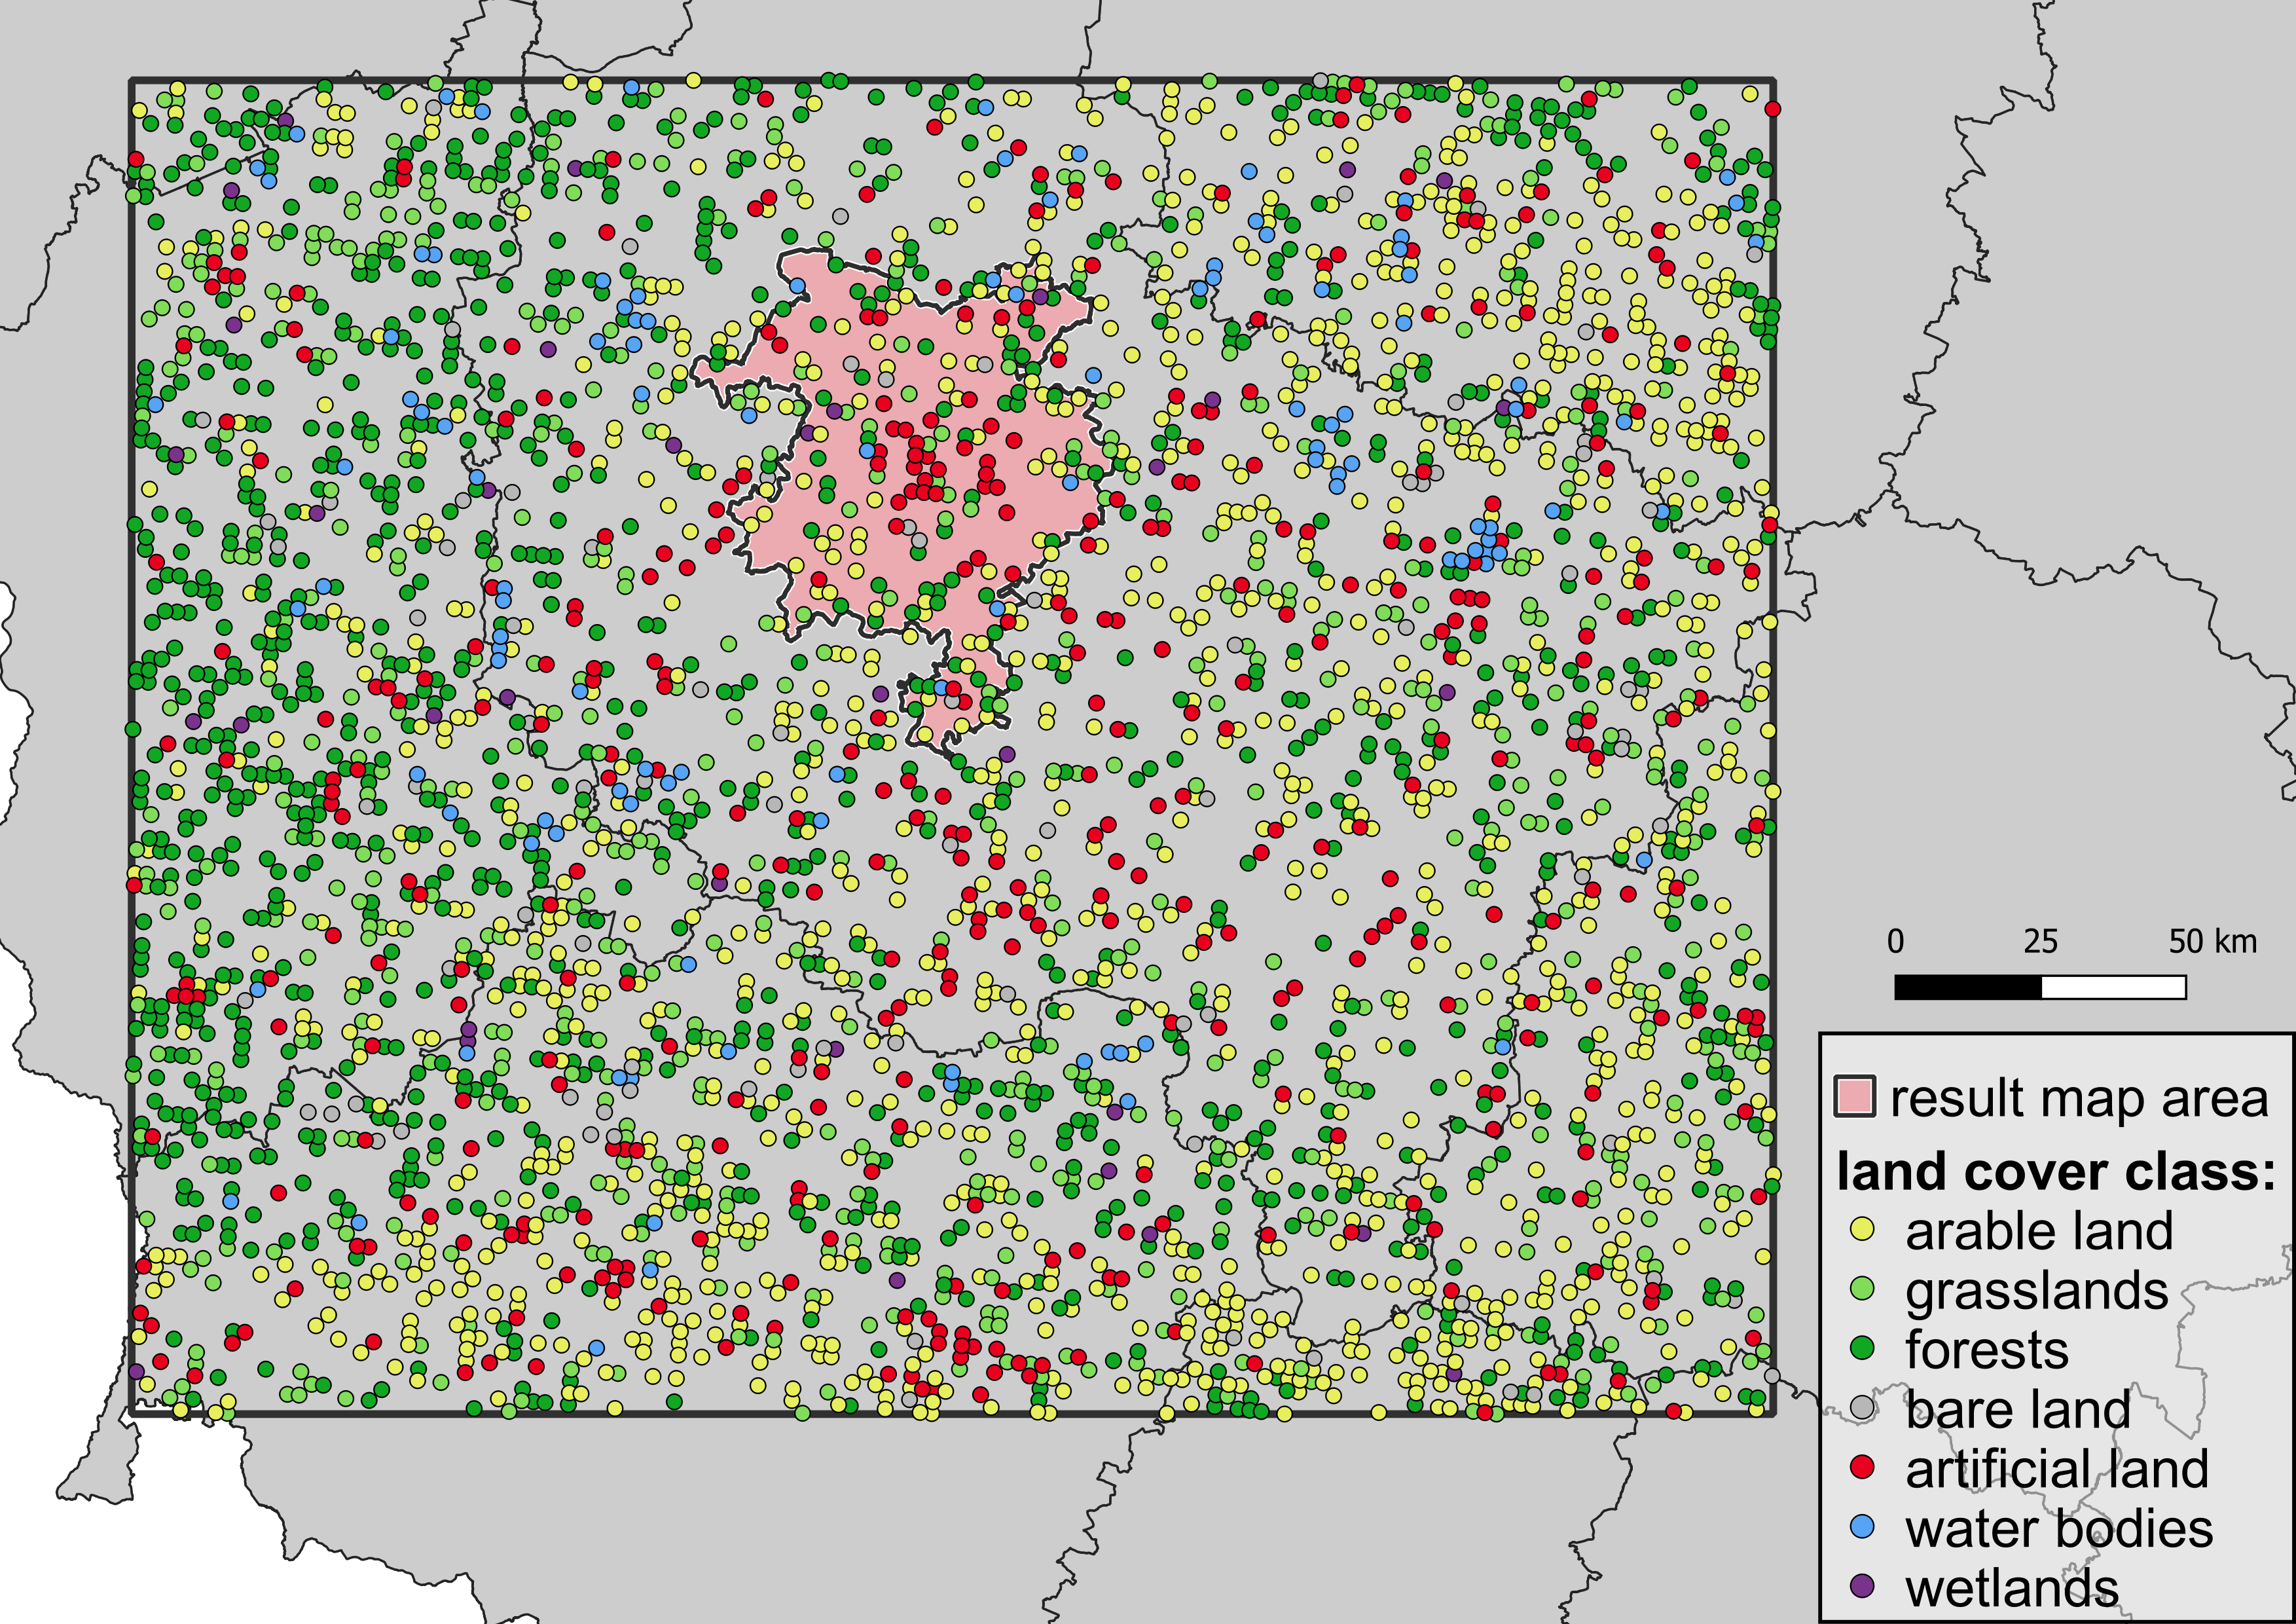 0 25 50 km
result map area
land cover class:
arable land
grasslands
forests
bare land
artificial land
water bodies
wetlands